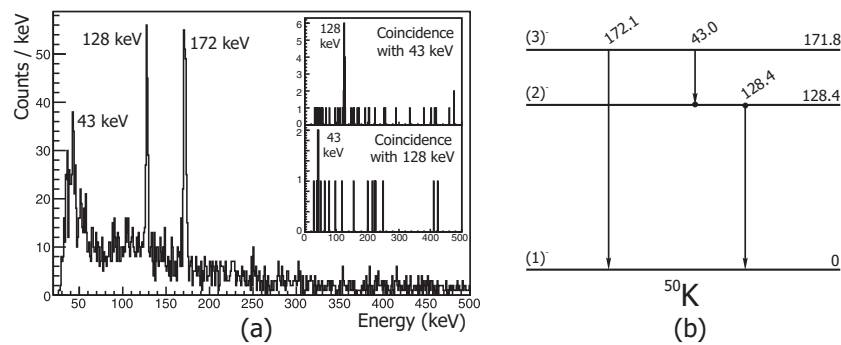 (a)
Counts / keV
50
40
30
20
10
0
50 100 150 200 250 300 350 400 450 500
Energy (keV)
43 keV
128 keV
172 keV
6
5
4
3
2
1
0
128
keV
Coincidence
with 43 keV
2
1
0
43
keV
Coincidence
with 128 keV
0 100 200 300 400 500
(a)
(3)⁻ 172.1 43.0 171.8
(2)⁻ 128.4 128.4
(1)⁻ 0
⁵⁰K
(b)